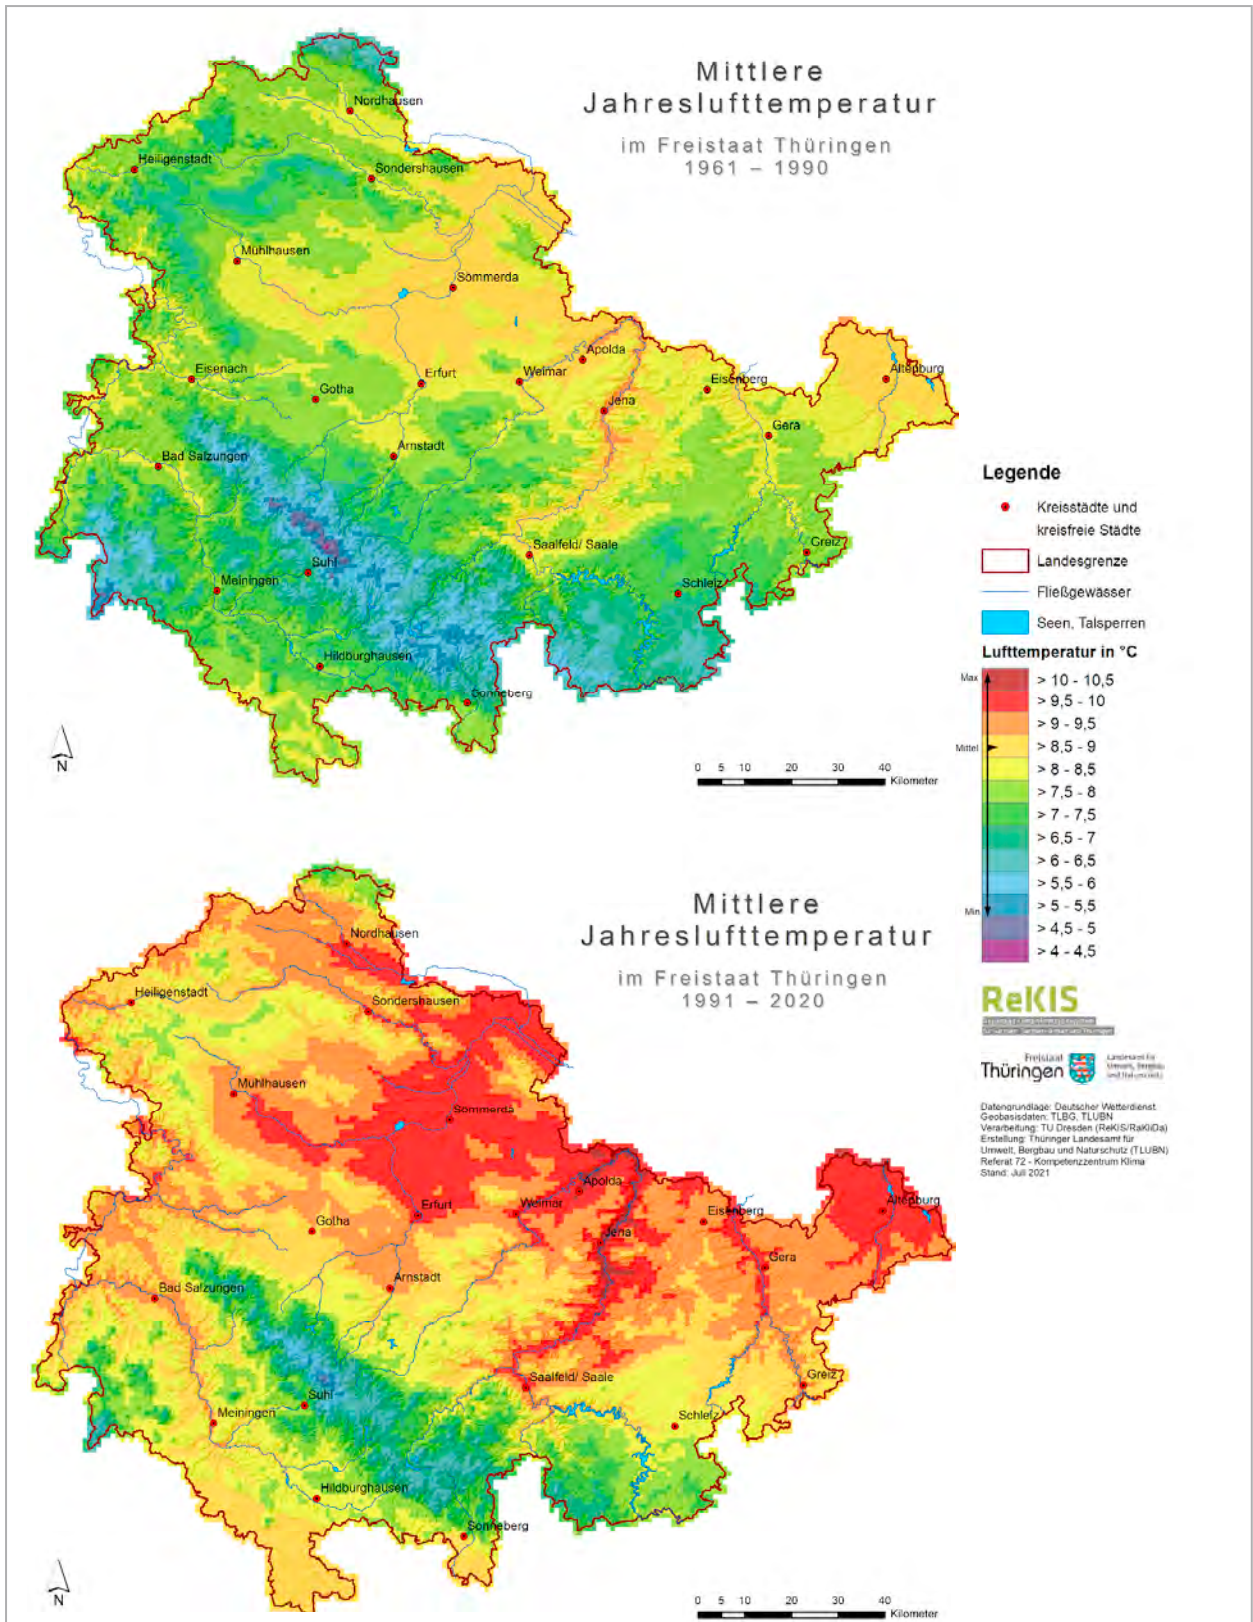 Mittlere
Jahreslufttemperatur
im Freistaat Thüringen
1961 – 1990
Nordhausen
Heiligenstadt
Sondershausen
Mühlhausen
Sömmerda
Apolda
Eisenach
Gotha
Erfurt
Weimar
Eisenberg
Altenburg
Jena
Gera
Arnstadt
Bad Salzungen
Saalfeld/ Saale
Greiz
Suhl
Meiningen
Schleiz
Hildburghausen
Sonneberg
N
0 5 10 20 30 40
Kilometer
Legende
Kreisstädte und
kreisfreie Städte
Landesgrenze
Fließgewässer
Seen, Talsperren
Lufttemperatur in °C
Max
> 10 - 10,5
> 9,5 - 10
> 9 - 9,5
Mittel
> 8,5 - 9
> 8 - 8,5
> 7,5 - 8
> 7 - 7,5
> 6,5 - 7
> 6 - 6,5
> 5,5 - 6
> 5 - 5,5
Min
> 4,5 - 5
> 4 - 4,5
Mittlere
Jahreslufttemperatur
im Freistaat Thüringen
1991 – 2020
Nordhausen
Heiligenstadt
Sondershausen
Mühlhausen
Sömmerda
Apolda
Weimar
Erfurt
Gotha
Eisenberg
Altenburg
Jena
Gera
Arnstadt
Bad Salzungen
Saalfeld/ Saale
Greiz
Suhl
Meiningen
Schleiz
Hildburghausen
Sonneberg
N
0 5 10 20 30 40
Kilometer
ReKIS
Freistaat
Thüringen
Landesamt für
Umwelt, Bergbau
und Naturschutz
Datengrundlage: Deutscher Wetterdienst
Geobasisdaten: TLBG, TLUBN
Verarbeitung: TU Dresden (ReKIS/RaKliDa)
Erstellung: Thüringer Landesamt für
Umwelt, Bergbau und Naturschutz (TLUBN)
Referat 72 - Kompetenzzentrum Klima
Stand: Juli 2021